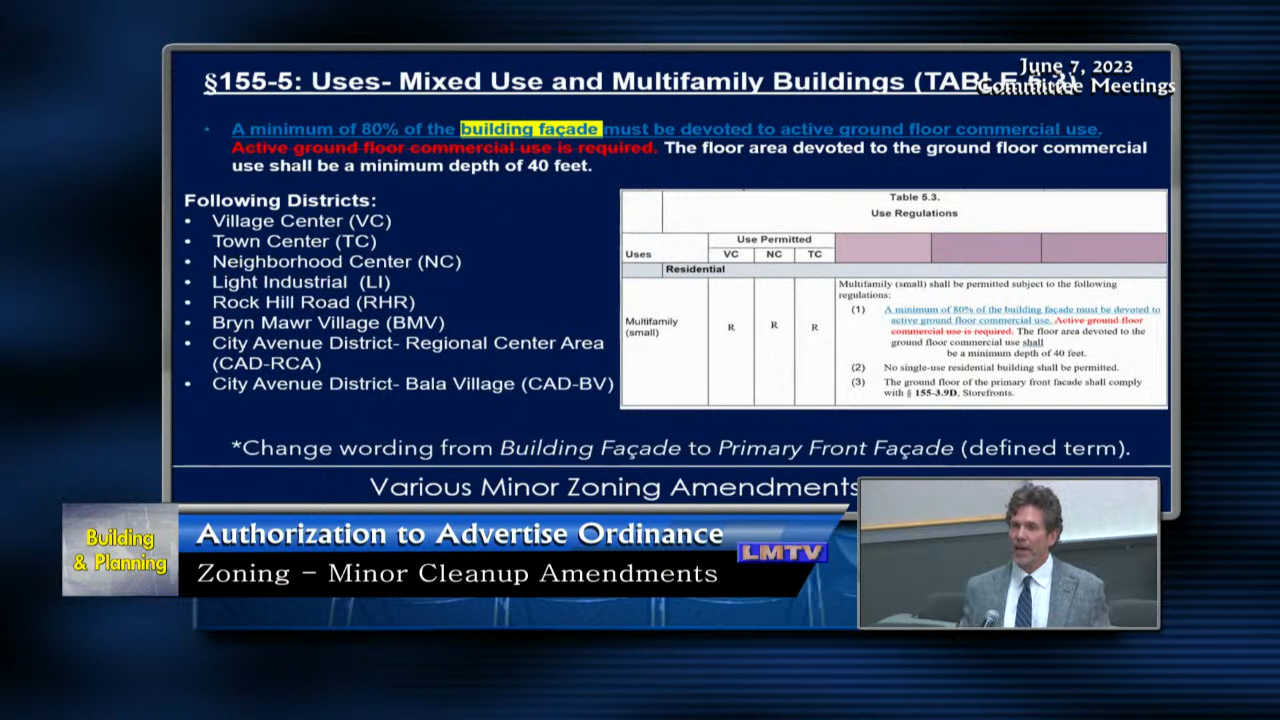 §155-5: Uses- Mixed Use and Multifamily Buildings
June 7, 2023
Committee Meetings
• A minimum of 80% of the building façade must be devoted to active ground floor commercial use.
Active ground floor commercial use is required. The floor area devoted to the ground floor commercial
use shall be a minimum depth of 40 feet.
Following Districts:
• Village Center (VC)
• Town Center (TC)
• Neighborhood Center (NC)
• Light Industrial (LI)
• Rock Hill Road (RHR)
• Bryn Mawr Village (BMV)
• City Avenue District- Regional Center Area
(CAD-RCA)
• City Avenue District- Bala Village (CAD-BV)
Table 5.3.
Use Regulations
Use Permitted
Uses VC NC TC
Residential
Multifamily
(small)
R R R
Multifamily (small) shall be permitted subject to the following
regulations:
(1) A minimum of 80% of the building façade must be devoted to
active ground floor commercial use. Active ground floor
commercial use is required. The floor area devoted to the
ground floor commercial use shall
be a minimum depth of 40 feet.
(2) No single-use residential building shall be permitted.
(3) The ground floor of the primary front facade shall comply
with § 155-3.9D, Storefronts.
*Change wording from Building Façade to Primary Front Façade (defined term).
Various Minor Zoning Amendments
Building
& Planning
Authorization to Advertise Ordinance
LMTV
Zoning – Minor Cleanup Amendments